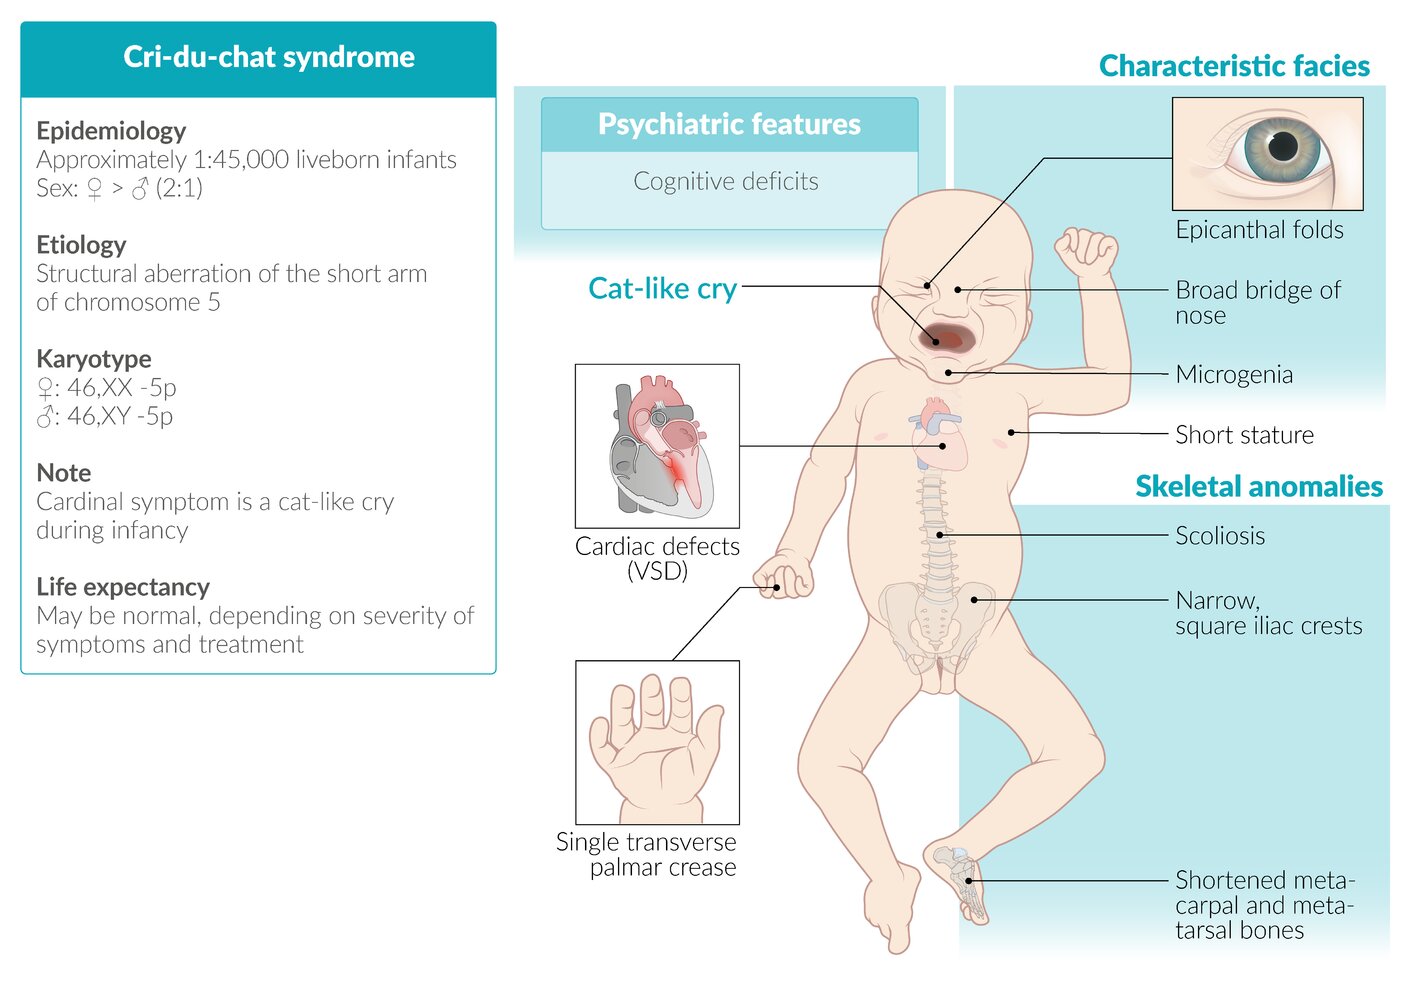 Cri-du-chat syndrome
Epidemiology
Approximately 1:45,000 liveborn infants
Sex: ♀ > ♂ (2:1)
Etiology
Structural aberration of the short arm
of chromosome 5
Karyotype
♀: 46,XX -5p
♂: 46,XY -5p
Note
Cardinal symptom is a cat-like cry
during infancy
Life expectancy
May be normal, depending on severity of
symptoms and treatment
Psychiatric features
Cognitive deficits
Cat-like cry
Cardiac defects
(VSD)
Single transverse
palmar crease
Characteristic facies
Epicanthal folds
Broad bridge of
nose
Microgenia
Short stature
Skeletal anomalies
Scoliosis
Narrow,
square iliac crests
Shortened meta-
carpal and meta-
tarsal bones